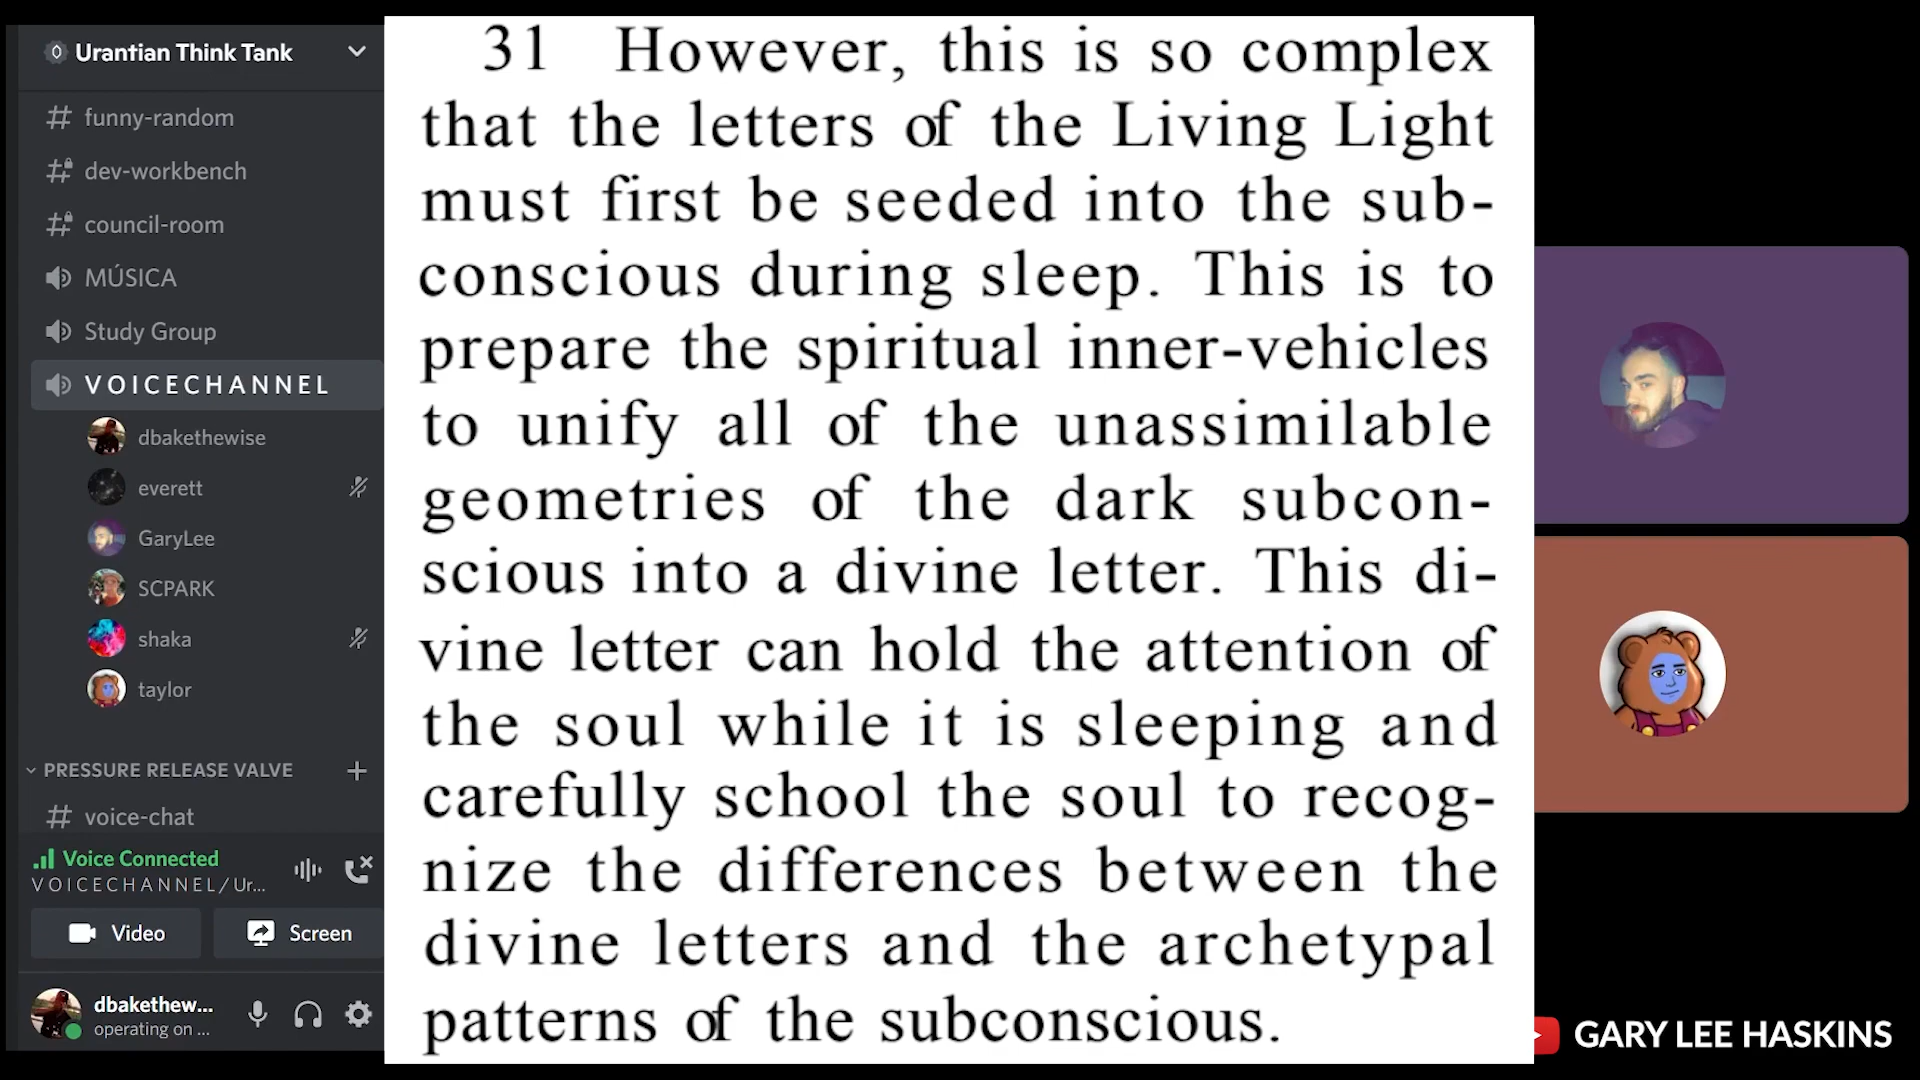 Urantian Think Tank
funny-random
dev-workbench
council-room
MÚSICA
Study Group
VOICECHANNEL
dbakethewise
everett
GaryLee
SCPARK
shaka
taylor
PRESSURE RELEASE VALVE
voice-chat
Voice Connected
VOICECHANNEL/Ur...
Video
Screen
dbakethew...
operating on ...
31 However, this is so complex
that the letters of the Living Light
must first be seeded into the sub-
conscious during sleep. This is to
prepare the spiritual inner-vehicles
to unify all of the unassimilable
geometries of the dark subcon-
scious into a divine letter. This di-
vine letter can hold the attention of
the soul while it is sleeping and
carefully school the soul to recog-
nize the differences between the
divine letters and the archetypal
patterns of the subconscious.
GARY LEE HASKINS